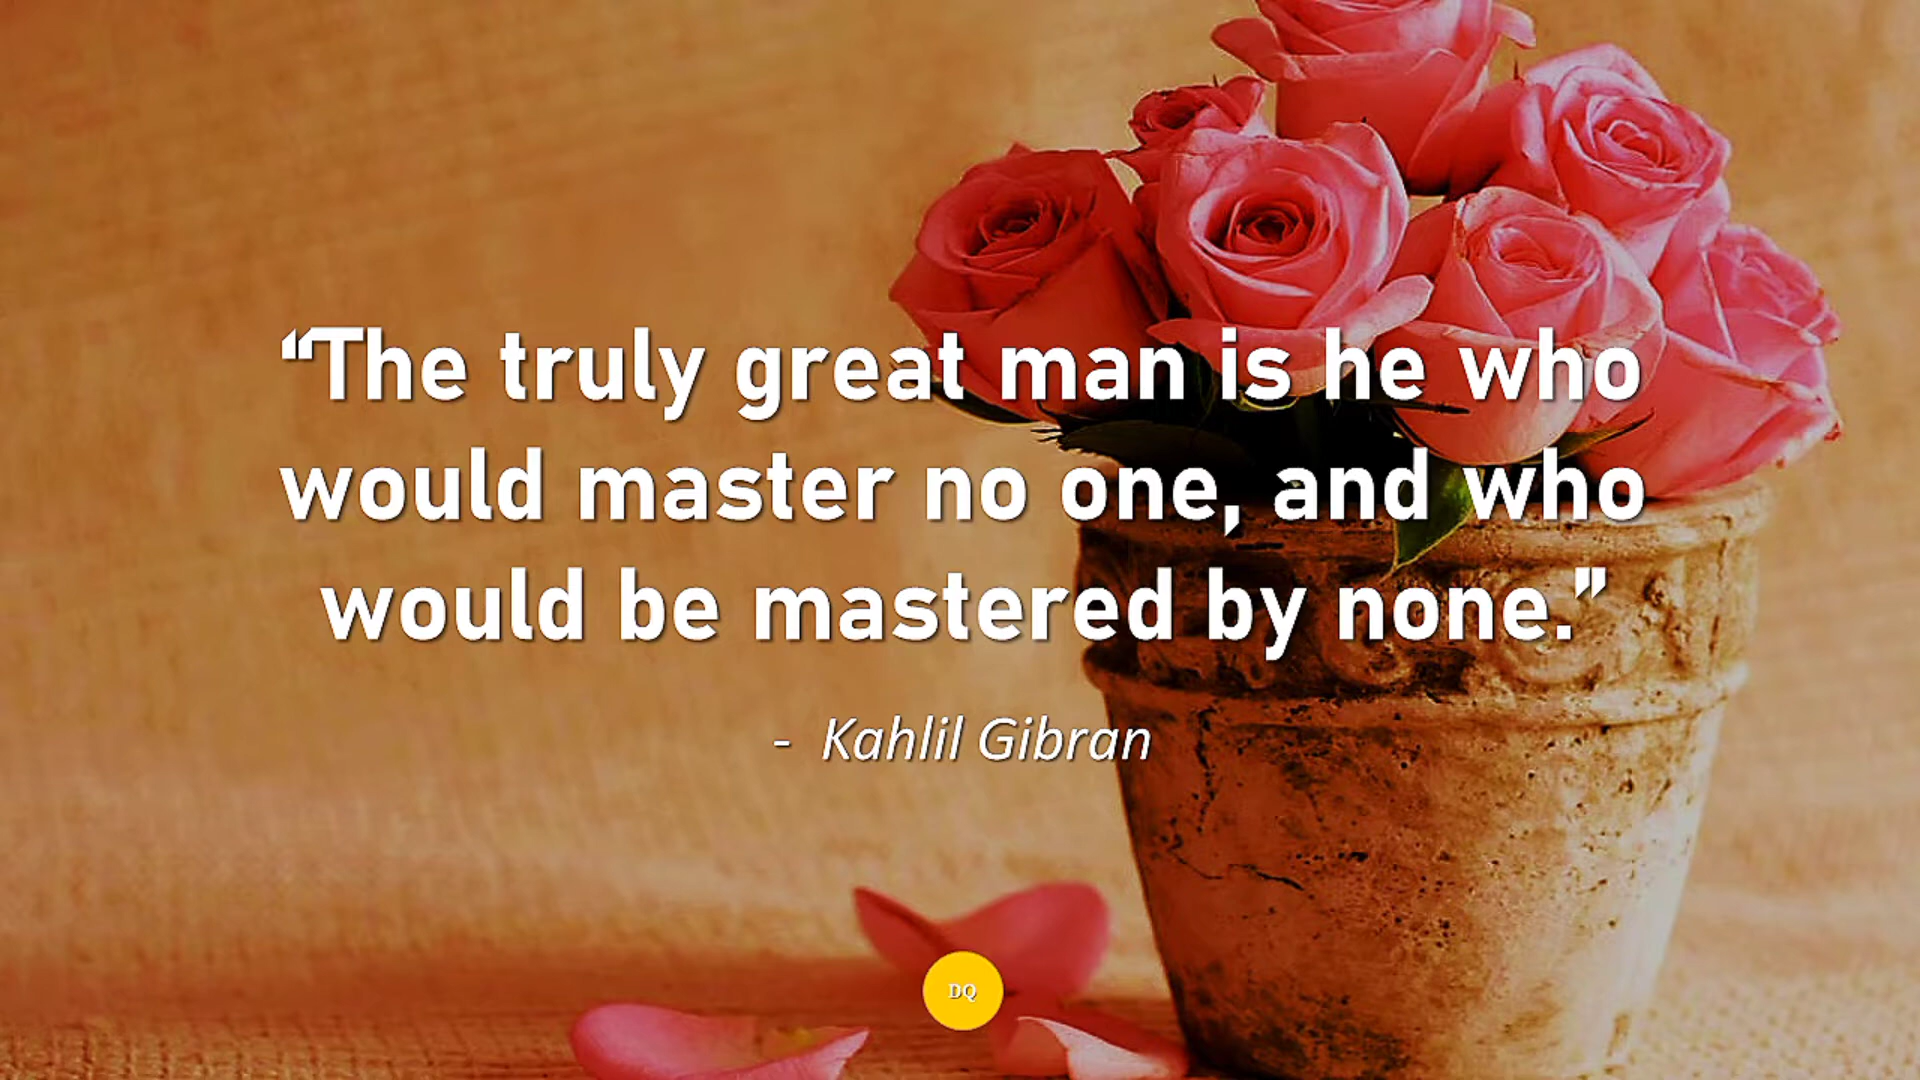 “The truly great man is he who
would master no one, and who
would be mastered by none.”
- Kahlil Gibran
DQ